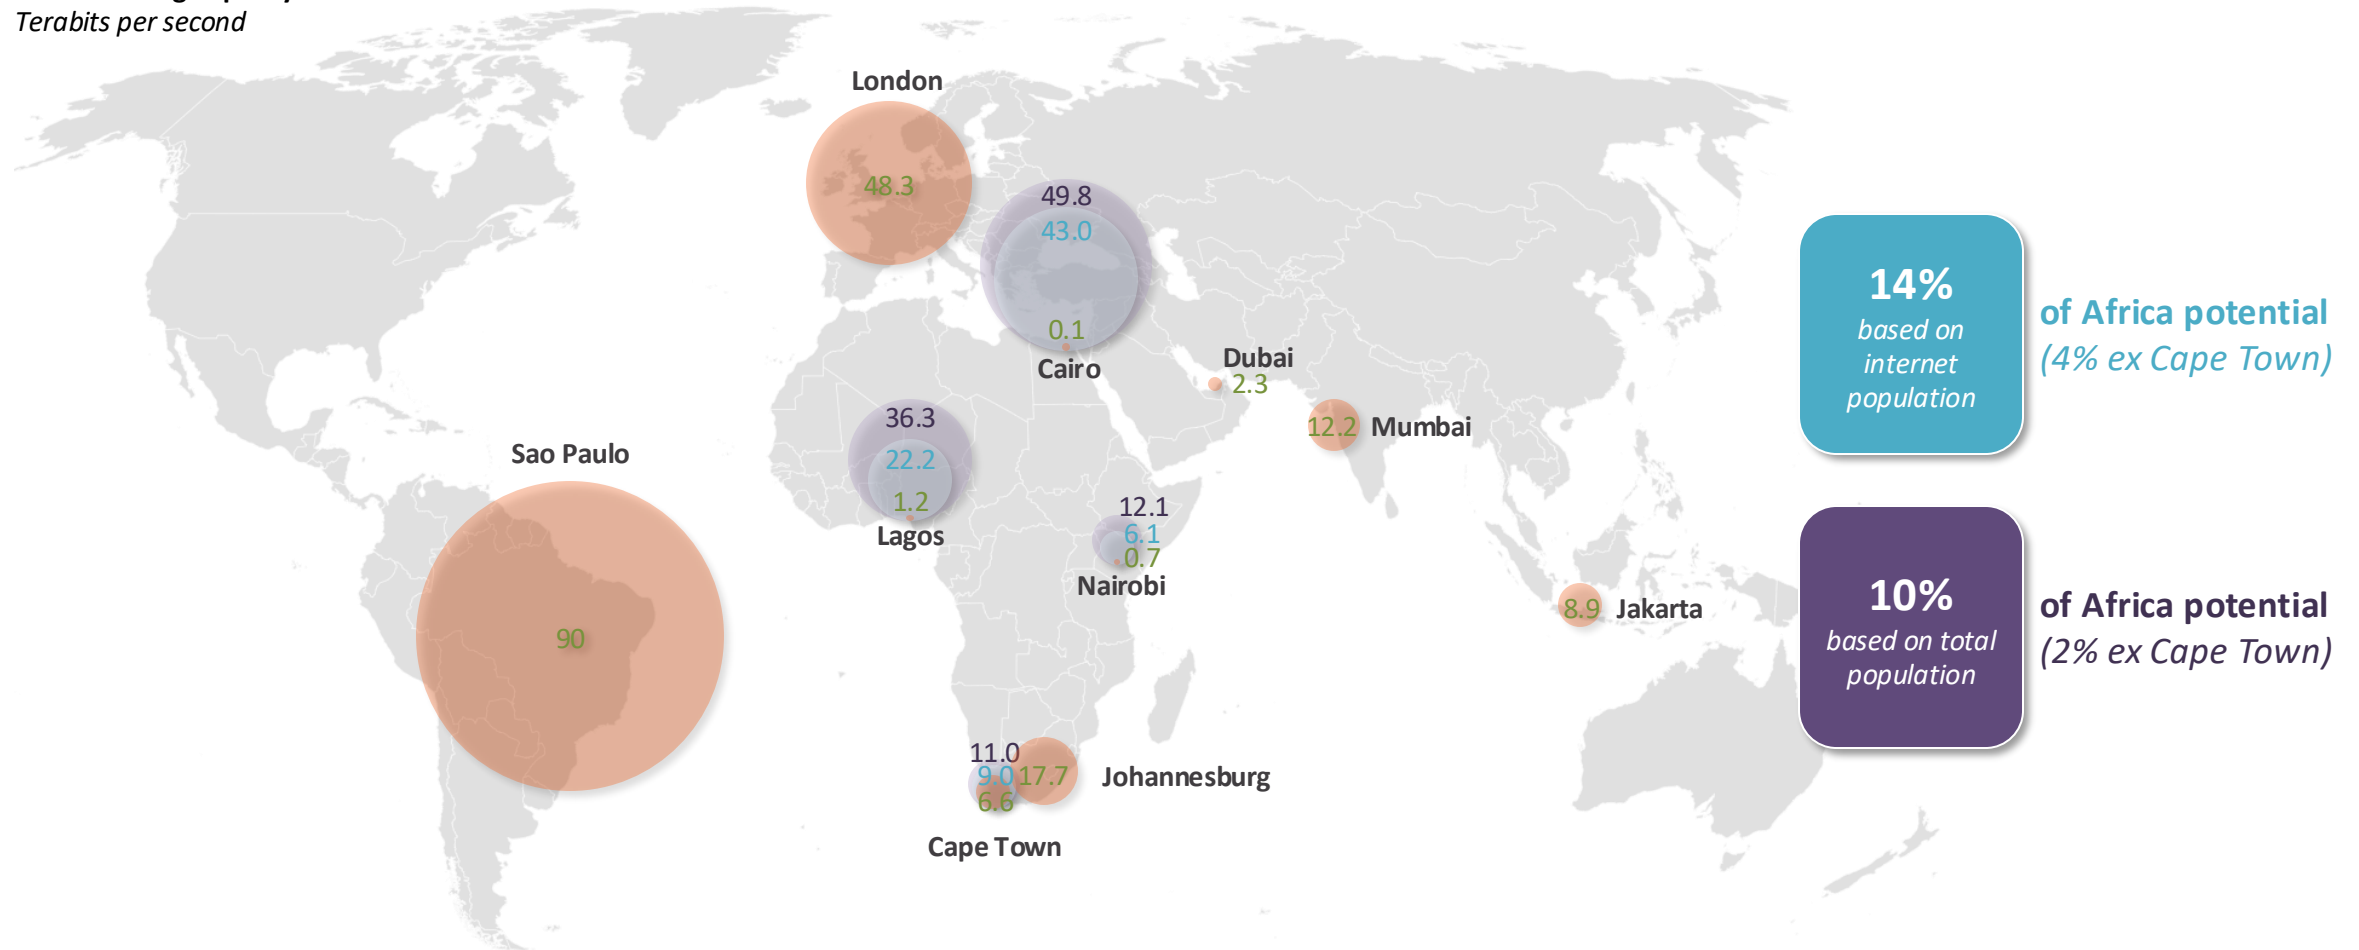 Terabits per second
London
48.3
49.8
43.0
0.1
Cairo
Dubai
2.3
12.2 Mumbai
36.3
22.2
1.2
Lagos
Sao Paulo
90
12.1
6.1
0.7
Nairobi
8.9 Jakarta
11.0
9.0 17.7
6.6
Johannesburg
Cape Town
14%
based on
internet
population
of Africa potential
(4% ex Cape Town)
10%
based on total
population
of Africa potential
(2% ex Cape Town)